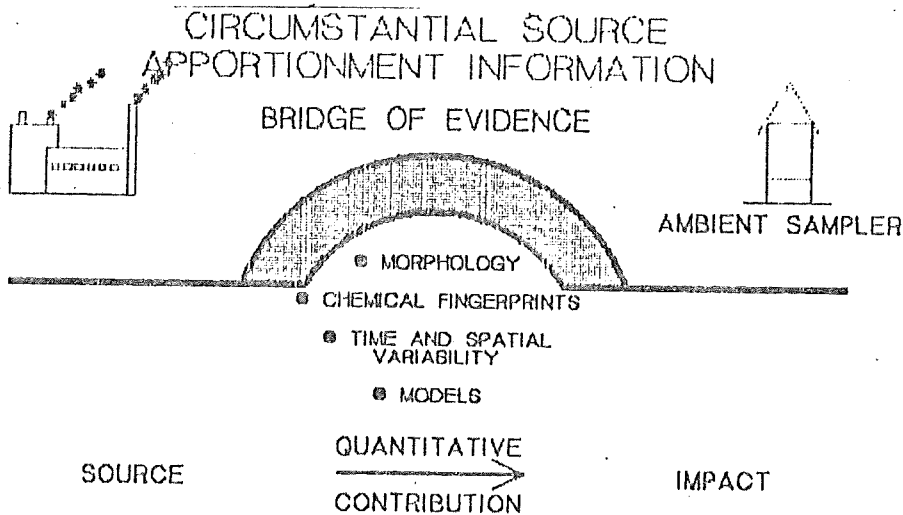 CIRCUMSTANTIAL SOURCE
APPORTIONMENT INFORMATION
BRIDGE OF EVIDENCE
AMBIENT SAMPLER
MORPHOLOGY
CHEMICAL FINGERPRINTS
TIME AND SPATIAL
VARIABILITY
MODELS
SOURCE
QUANTITATIVE
CONTRIBUTION
IMPACT